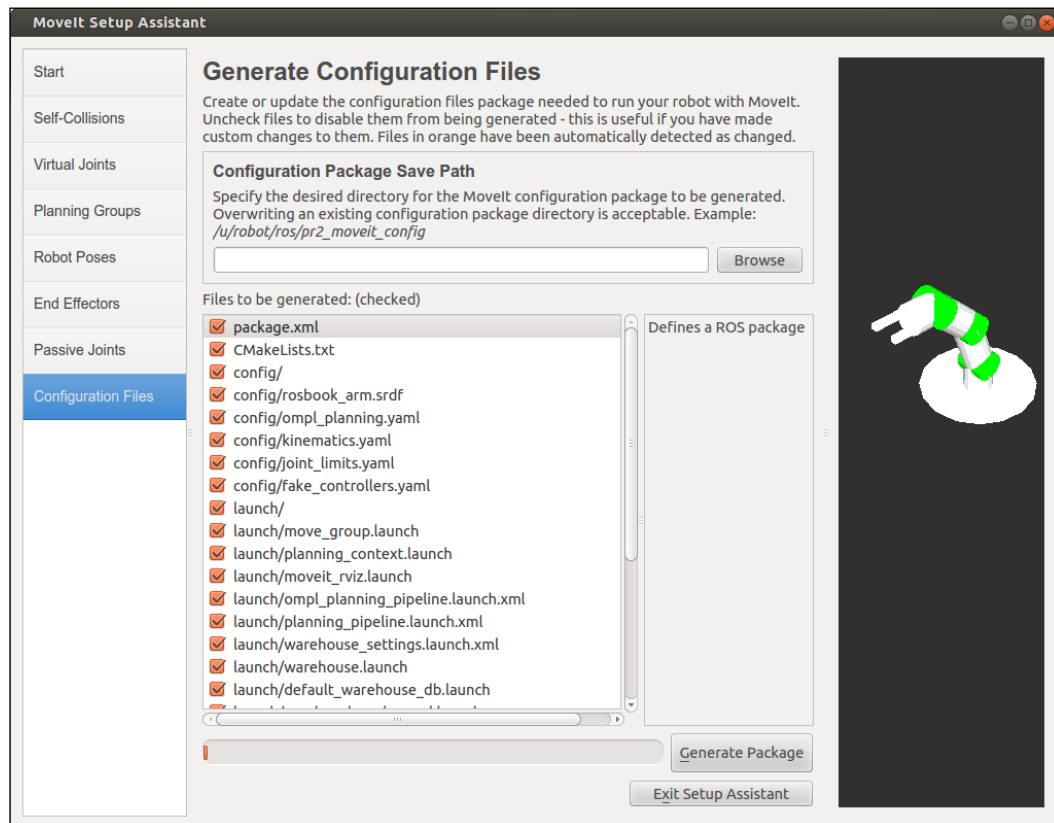 MoveIt Setup Assistant
Start
Self-Collisions
Virtual Joints
Planning Groups
Robot Poses
End Effectors
Passive Joints
Configuration Files
Generate Configuration Files
Create or update the configuration files package needed to run your robot with MoveIt.
Uncheck files to disable them from being generated - this is useful if you have made
custom changes to them. Files in orange have been automatically detected as changed.
Configuration Package Save Path
Specify the desired directory for the MoveIt configuration package to be generated.
Overwriting an existing configuration package directory is acceptable. Example:
/u/robot/ros/pr2_moveit_config
Browse
Files to be generated: (checked)
package.xml
CMakeLists.txt
config/
config/rosbook_arm.srdf
config/ompl_planning.yaml
config/kinematics.yaml
config/joint_limits.yaml
config/fake_controllers.yaml
launch/
launch/move_group.launch
launch/planning_context.launch
launch/moveit_rviz.launch
launch/ompl_planning_pipeline.launch.xml
launch/planning_pipeline.launch.xml
launch/warehouse_settings.launch.xml
launch/warehouse.launch
launch/default_warehouse_db.launch
Defines a ROS package
Generate Package
Exit Setup Assistant